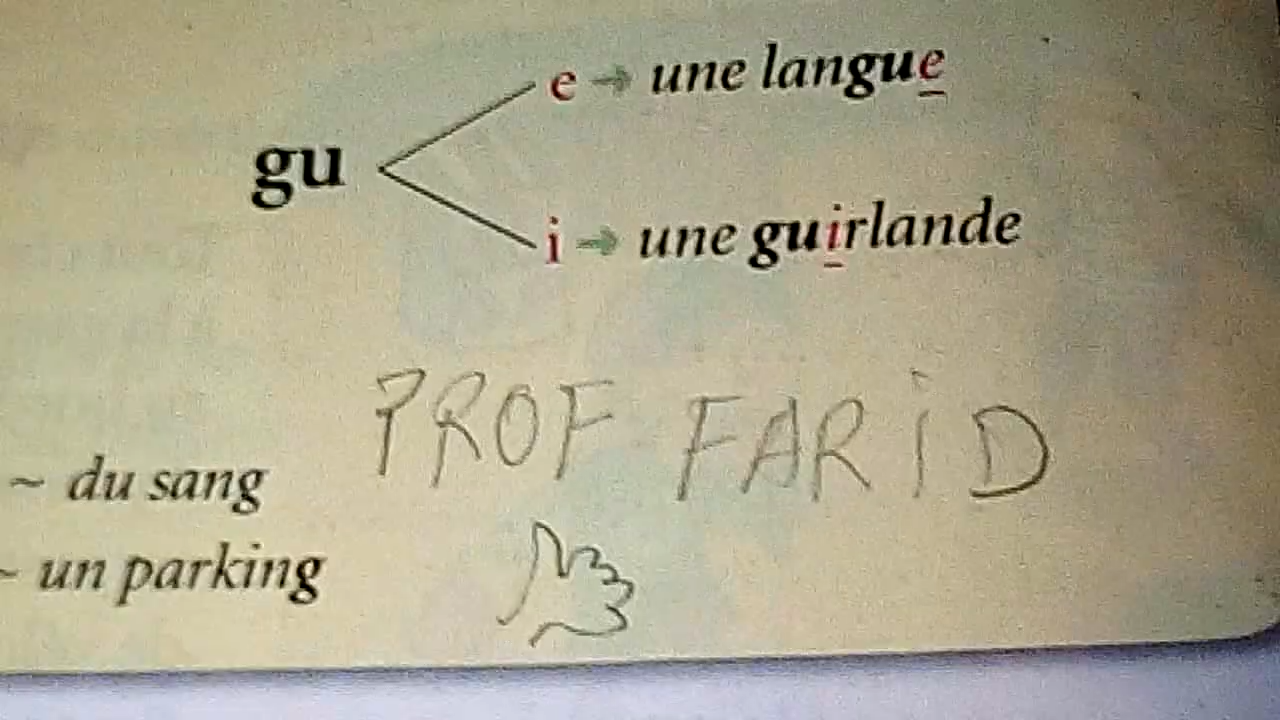 e → une langue
gu
i → une guirlande
PROF FARiD
~ du sang
~ un parking